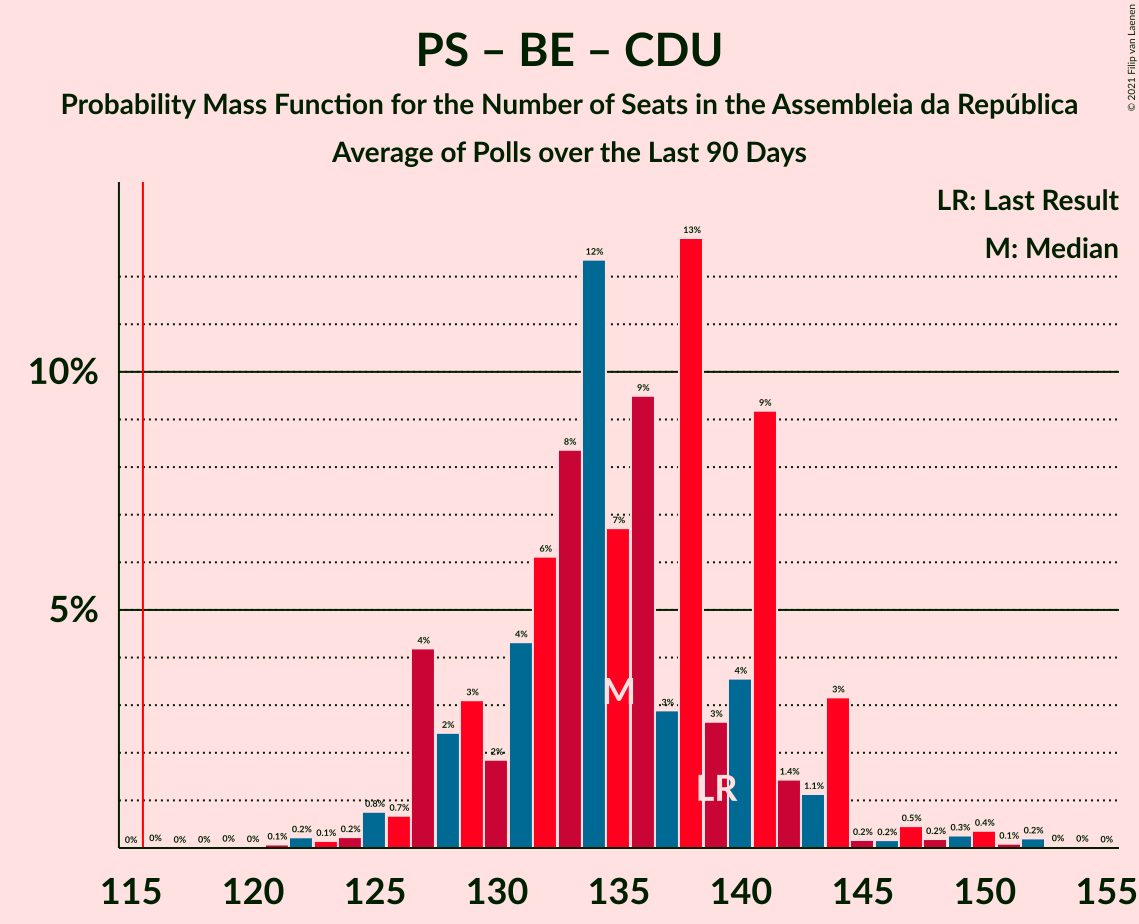 PS – BE – CDU
Probability Mass Function for the Number of Seats in the Assembleia da República
Average of Polls over the Last 90 Days
© 2021 Filip van Laenen
LR: Last Result
M: Median
10%
5%
0% 0% 0% 0% 0% 0% 0.1% 0.2% 0.1% 0.2% 0.8% 0.7% 4% 2% 3% 2% 4% 6% 8% 12% 7% 9% 3% 13% 3% 4% 9% 1.4% 1.1% 3% 0.2% 0.2% 0.5% 0.2% 0.3% 0.4% 0.1% 0.2% 0% 0% 0%
M
LR
115 120 125 130 135 140 145 150 155